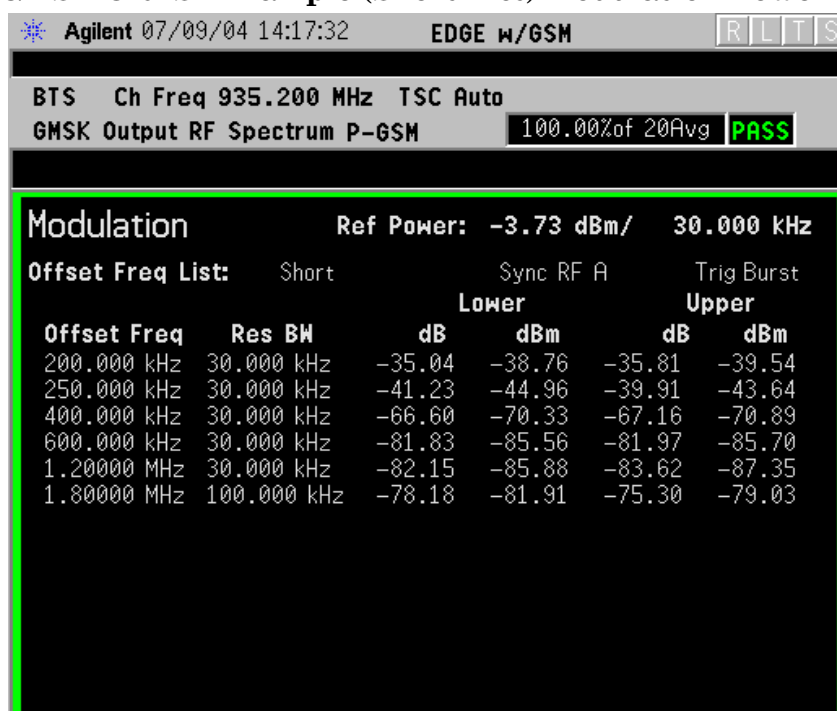 Agilent 07/09/04 14:17:32 EDGE W/GSM R L T S
BTS Ch Freq 935.200 MHz TSC Auto
GMSK Output RF Spectrum P-GSM 100.00%of 20Avg PASS
Modulation Ref Power: -3.73 dBm/ 30.000 kHz
Offset Freq List: Short Sync RF A Trig Burst
Lower Upper
Offset Freq Res BW dB dBm dB dBm
200.000 kHz 30.000 kHz -35.04 -38.76 -35.81 -39.54
250.000 kHz 30.000 kHz -41.23 -44.96 -39.91 -43.64
400.000 kHz 30.000 kHz -66.60 -70.33 -67.16 -70.89
600.000 kHz 30.000 kHz -81.83 -85.56 -81.97 -85.70
1.20000 MHz 30.000 kHz -82.15 -85.88 -83.62 -87.35
1.80000 MHz 100.000 kHz -78.18 -81.91 -75.30 -79.03